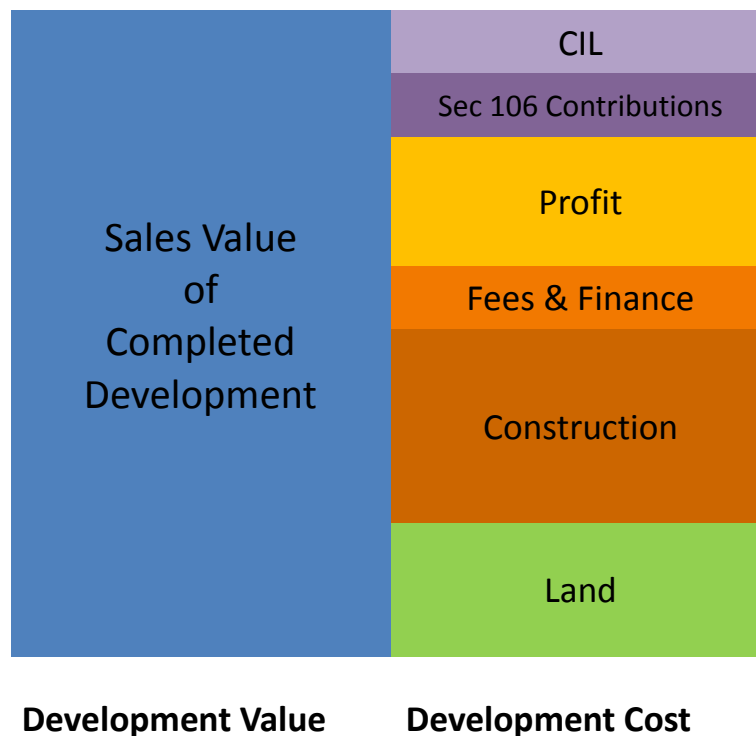 Sales Value
of
Completed
Development
CIL
Sec 106 Contributions
Profit
Fees & Finance
Construction
Land
Development Value
Development Cost